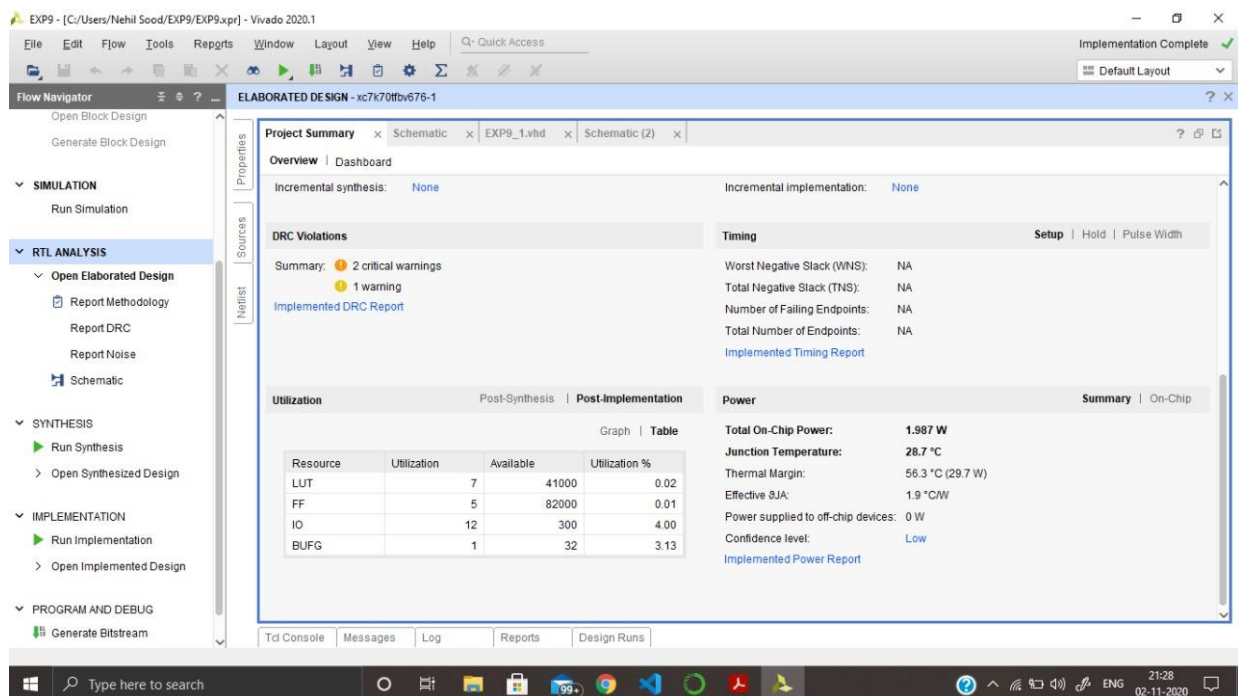 EXP9 - [C:/Users/Nehil Sood/EXP9/EXP9.xpr] - Vivado 2020.1
File Edit Flow Tools Reports Window Layout View Help Q- Quick Access
Implementation Complete
Default Layout
Flow Navigator
Open Block Design
Generate Block Design
SIMULATION
Run Simulation
RTL ANALYSIS
Open Elaborated Design
Report Methodology
Report DRC
Report Noise
Schematic
SYNTHESIS
Run Synthesis
Open Synthesized Design
IMPLEMENTATION
Run Implementation
Open Implemented Design
PROGRAM AND DEBUG
Generate Bitstream
ELABORATED DESIGN - xc7k70tfbv676-1
Properties
Sources
Netlist
Project Summary Schematic EXP9_1.vhd Schematic (2)
Overview | Dashboard
Incremental synthesis: None
Incremental implementation: None
DRC Violations
Summary: 2 critical warnings
1 warning
Implemented DRC Report
Timing Setup | Hold | Pulse Width
Worst Negative Slack (WNS): NA
Total Negative Slack (TNS): NA
Number of Failing Endpoints: NA
Total Number of Endpoints: NA
Implemented Timing Report
Utilization Post-Synthesis | Post-Implementation
Graph | Table
Resource Utilization Available Utilization %
LUT 7 41000 0.02
FF 5 82000 0.01
IO 12 300 4.00
BUFG 1 32 3.13
Power Summary | On-Chip
Total On-Chip Power: 1.987 W
Junction Temperature: 28.7 °C
Thermal Margin: 56.3 °C (29.7 W)
Effective ϑJA: 1.9 °C/W
Power supplied to off-chip devices: 0 W
Confidence level: Low
Implemented Power Report
Tcl Console Messages Log Reports Design Runs
Type here to search
99+
ENG
21:28
02-11-2020